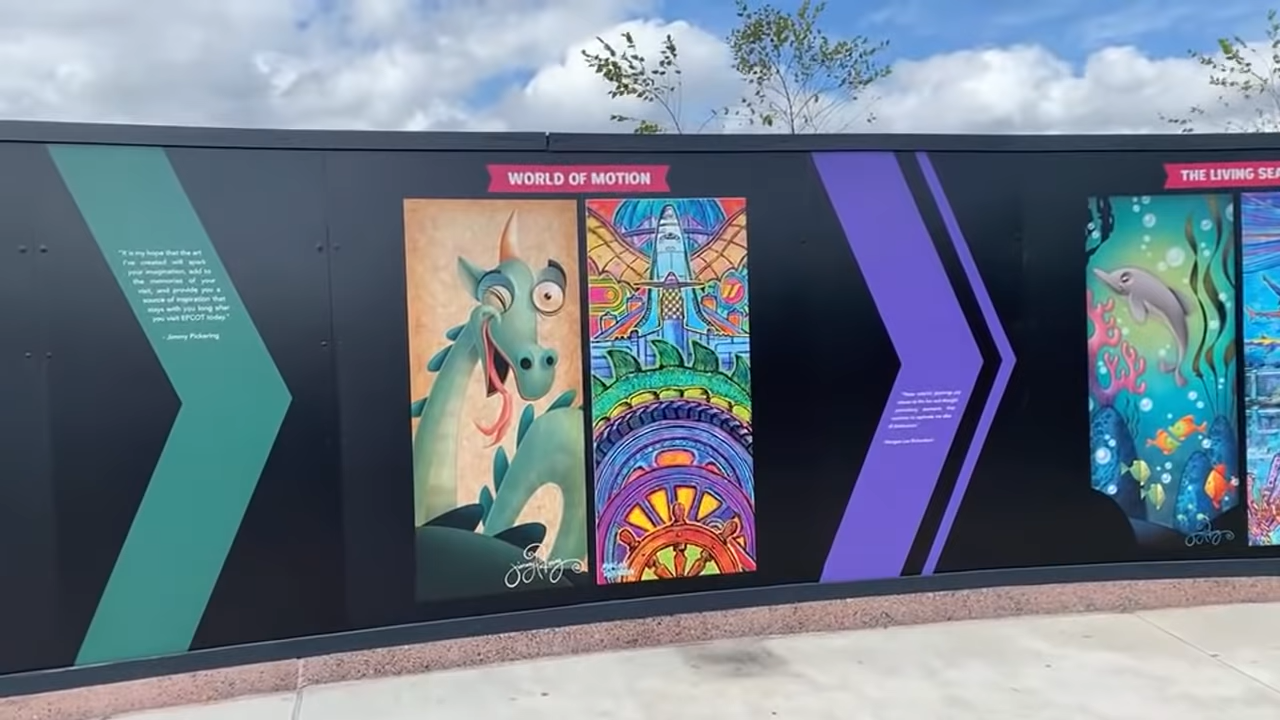 WORLD OF MOTION
THE LIVING SEA
"It is my hope that the art
I've created will spark
your imagination, add to
the memories of your
visit, and provide you a
source of inspiration that
stays with you long after
you visit EPCOT today."
- Jimmy Pickering